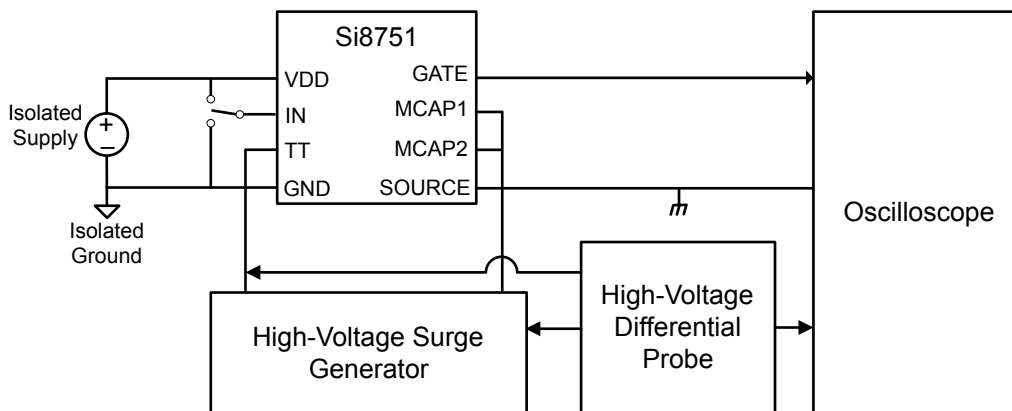 Si8751
VDD
IN
TT
GND
GATE
MCAP1
MCAP2
SOURCE
Isolated
Supply
+
−
Isolated
Ground
Oscilloscope
High-Voltage Surge
Generator
High-Voltage
Differential
Probe